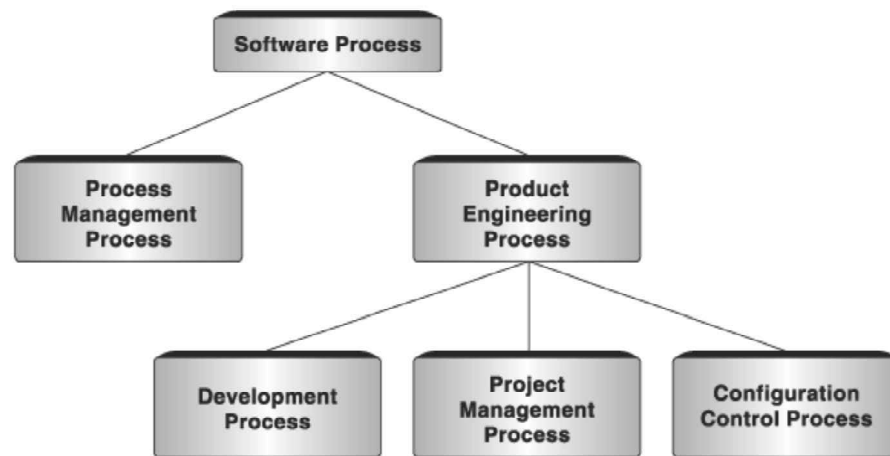 Software Process
Process
Management
Process
Product
Engineering
Process
Development
Process
Project
Management
Process
Configuration
Control Process